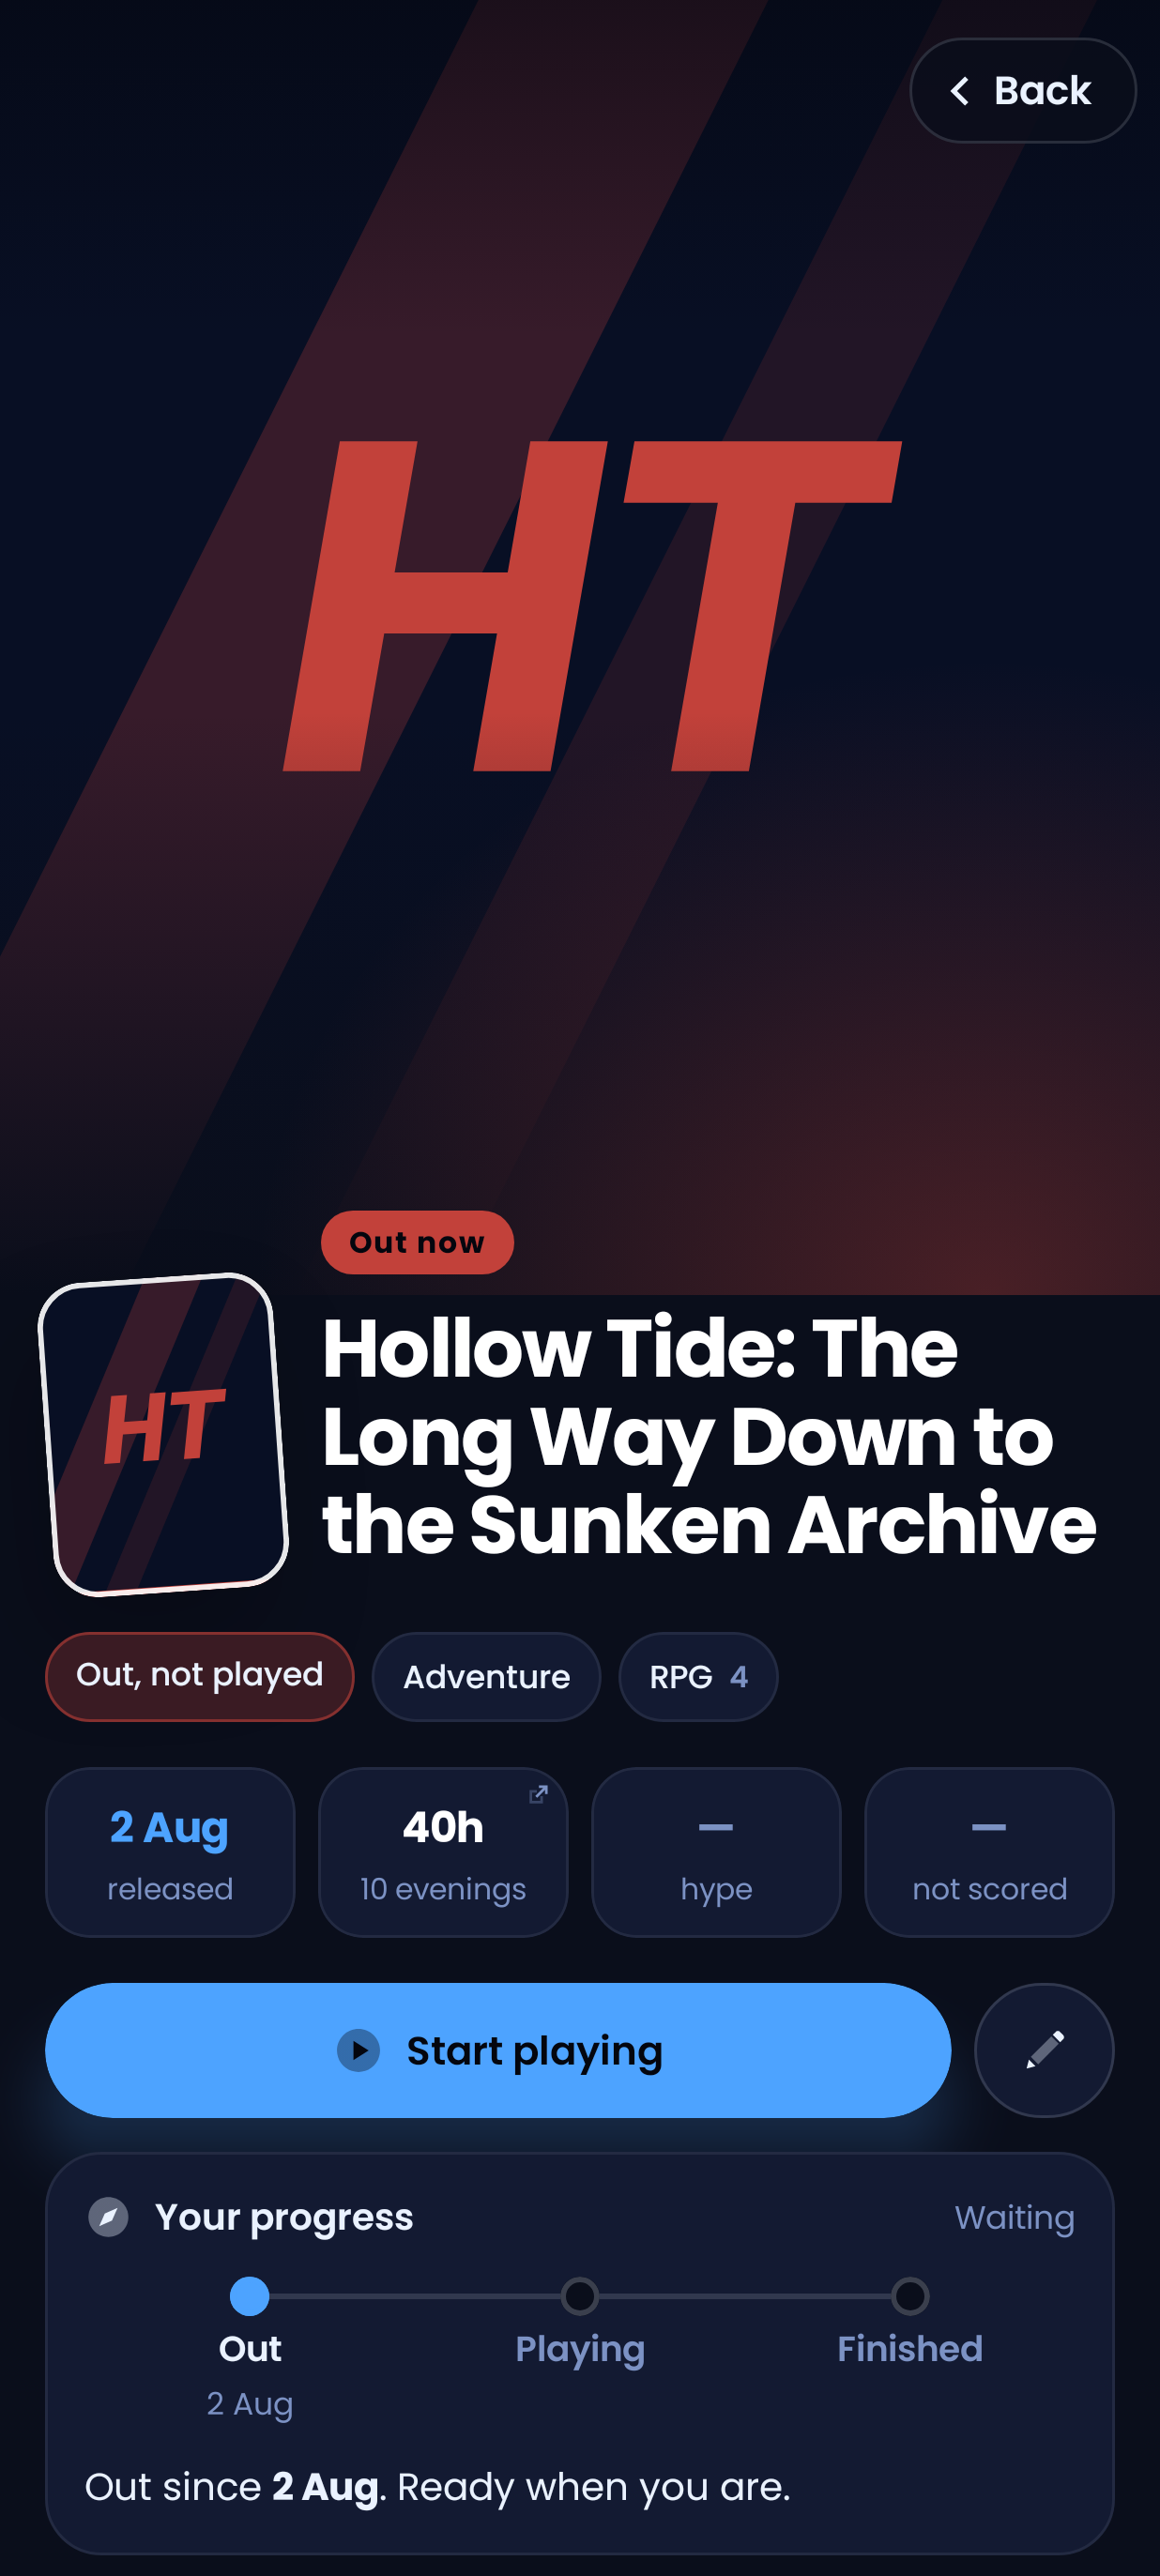 Back
HT
Out now
HT
Hollow Tide: The
Long Way Down to
the Sunken Archive
Out, not played
Adventure
RPG 4
2 Aug
released
40h
10 evenings
—
hype
—
not scored
Start playing
Your progress
Waiting
Out
Playing
Finished
2 Aug
Out since 2 Aug. Ready when you are.